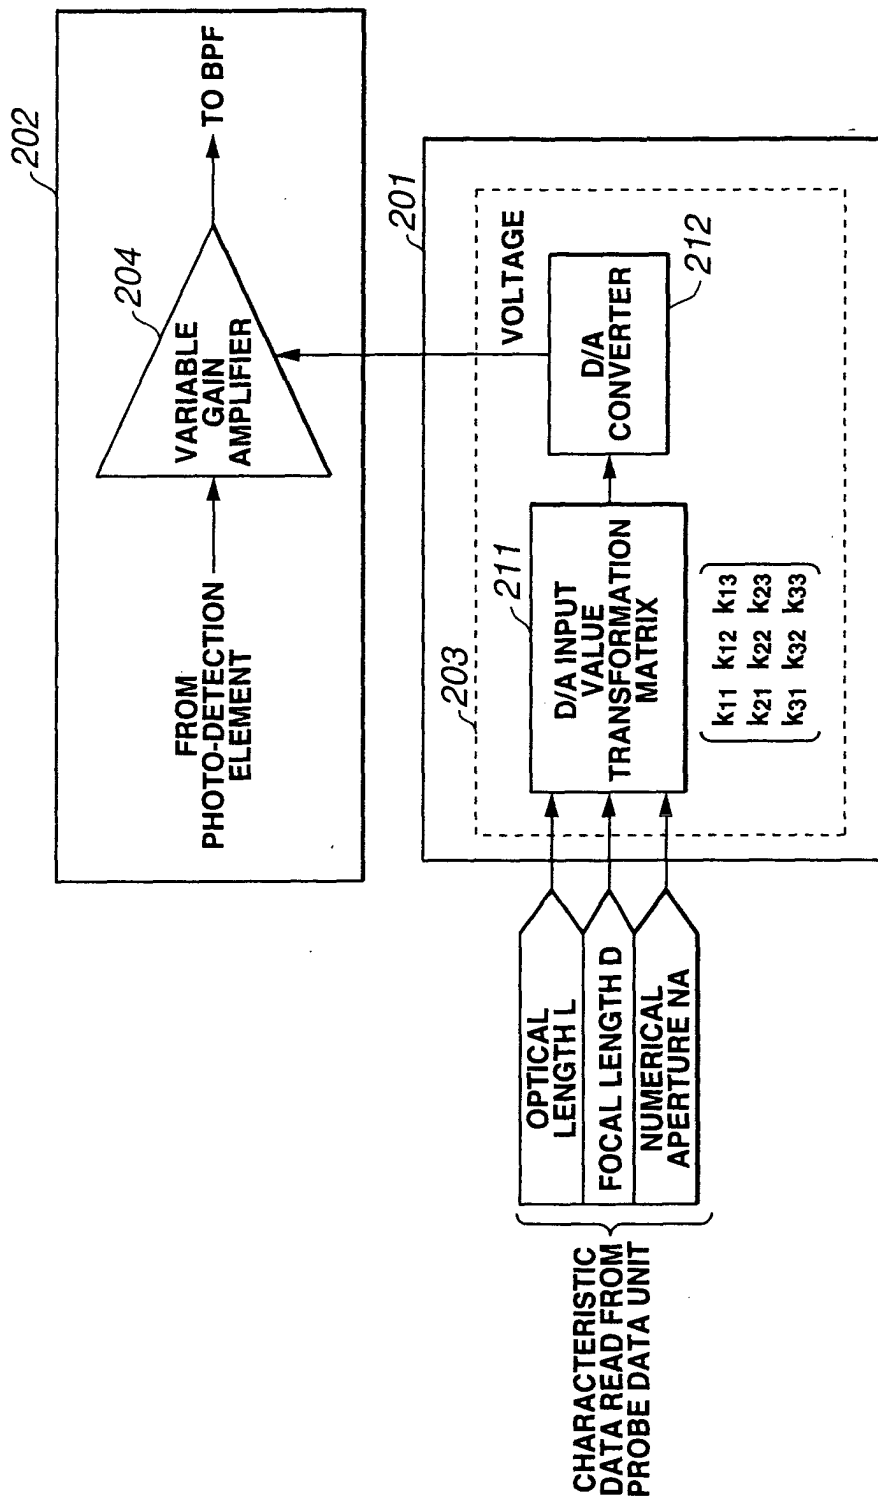 202
204
VARIABLE
GAIN
AMPLIFIER
TO BPF
FROM
PHOTO-DETECTION
ELEMENT
201
203
VOLTAGE
211
D/A INPUT
VALUE
TRANSFORMATION
MATRIX
k11 k12 k13
k21 k22 k23
k31 k32 k33
D/A
CONVERTER
212
OPTICAL
LENGTH L
FOCAL LENGTH D
NUMERICAL
APERTURE NA
CHARACTERISTIC
DATA READ FROM
PROBE DATA UNIT